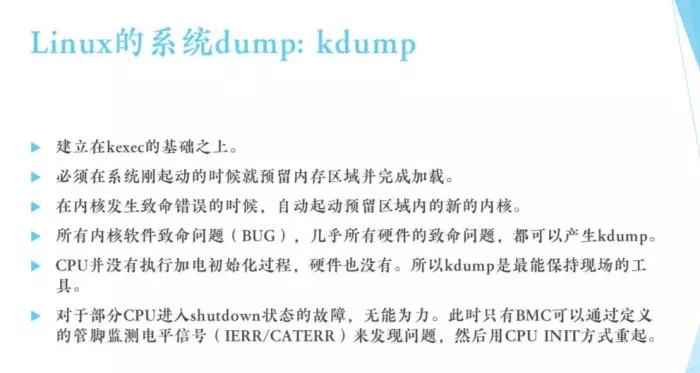 Linux的系统dump: kdump
建立在kexec的基础之上。
必须在系统刚起动的时候就预留内存区域并完成加载。
在内核发生致命错误的时候，自动起动预留区域内的新的内核。
所有内核软件致命问题（BUG），几乎所有硬件的致命问题，都可以产生kdump。
CPU并没有执行加电初始化过程，硬件也没有。所以kdump是最能保持现场的工
具。
对于部分CPU进入shutdown状态的故障，无能为力。此时只有BMC可以通过定义
的管脚监测电平信号（IERR/CATERR）来发现问题，然后用CPU INIT方式重起。